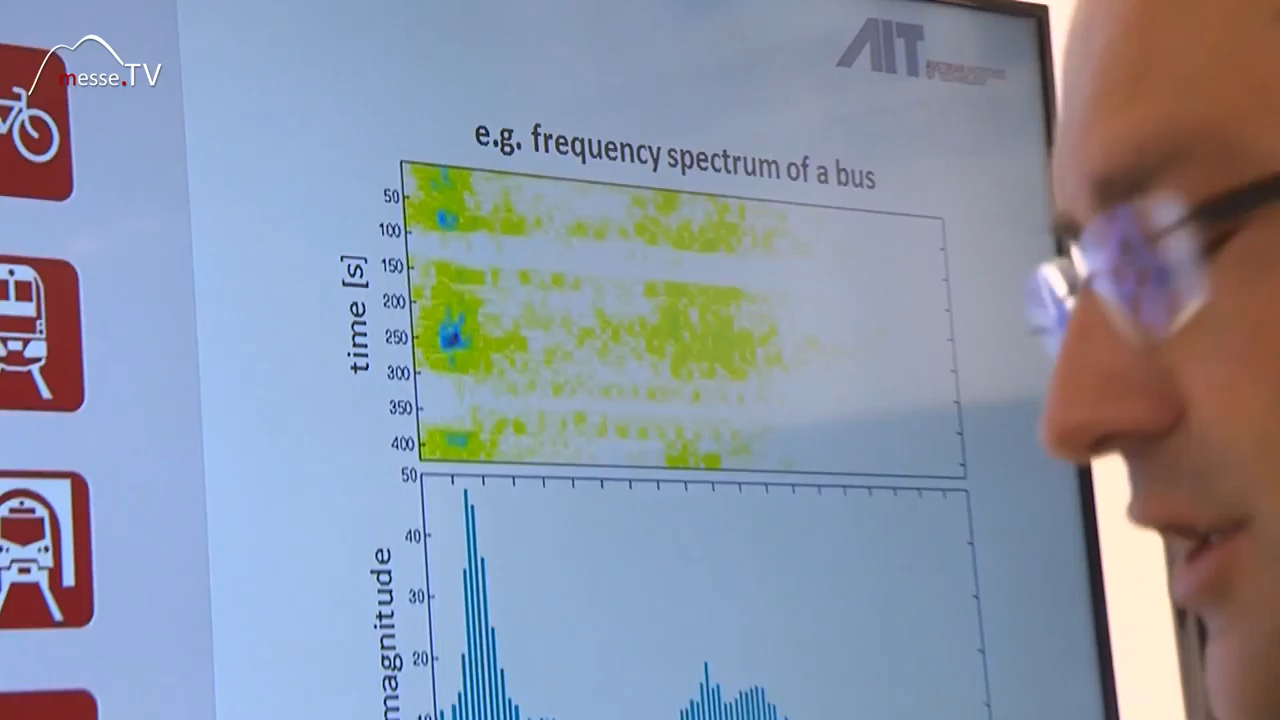 messe.TV
AIT
e.g. frequency spectrum of a bus
time [s]
50
100
150
200
250
300
350
400
magnitude
50
40
30
20
10